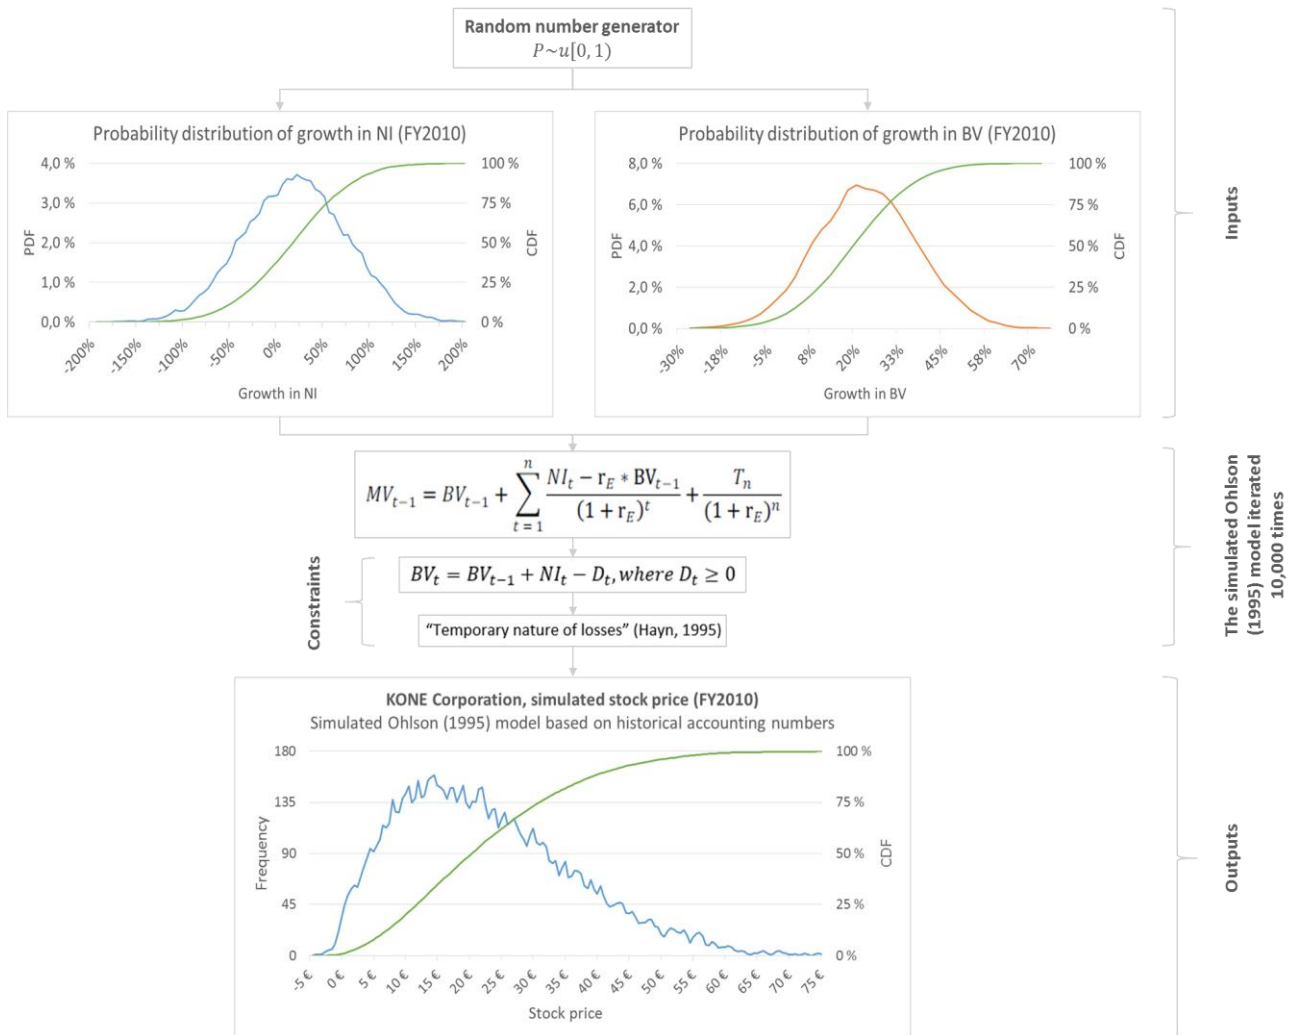 Random number generator
P~u[0, 1)
Probability distribution of growth in NI (FY2010)
4,0 %
3,0 %
2,0 %
1,0 %
0,0 %
PDF
100 %
75 %
50 %
25 %
0 %
CDF
-200% -150% -100% -50% 0% 50% 100% 150% 200%
Growth in NI
Probability distribution of growth in BV (FY2010)
8,0 %
6,0 %
4,0 %
2,0 %
0,0 %
PDF
100 %
75 %
50 %
25 %
0 %
CDF
-30% -18% -5% 8% 20% 33% 45% 58% 70%
Growth in BV
Inputs
MV_{t-1} = BV_{t-1} + \sum_{t=1}^{n} \frac{NI_t - r_E * BV_{t-1}}{(1 + r_E)^t} + \frac{T_n}{(1 + r_E)^n}
Constraints
BV_t = BV_{t-1} + NI_t - D_t, where D_t ≥ 0
“Temporary nature of losses” (Hayn, 1995)
The simulated Ohlson
(1995) model iterated
10,000 times
KONE Corporation, simulated stock price (FY2010)
Simulated Ohlson (1995) model based on historical accounting numbers
180
135
90
45
0
Frequency
100 %
75 %
50 %
25 %
0 %
CDF
-5 € 0 € 5 € 10 € 15 € 20 € 25 € 30 € 35 € 40 € 45 € 50 € 55 € 60 € 65 € 70 € 75 €
Stock price
Outputs